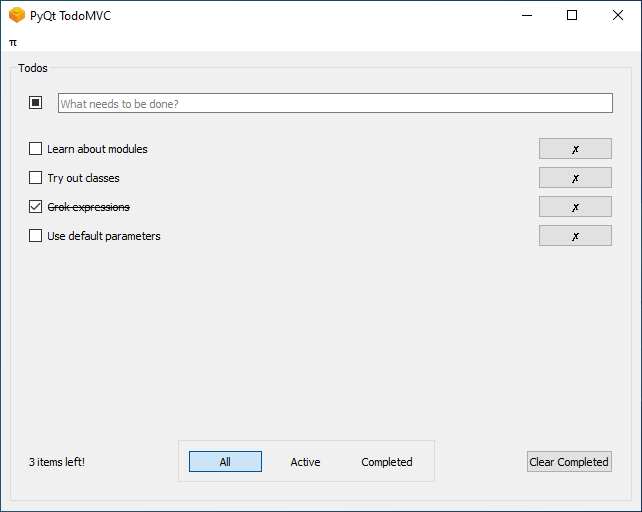 PyQt TodoMVC
π
Todos
What needs to be done?
Learn about modules ✗
Try out classes ✗
Grok expressions ✗
Use default parameters ✗
3 items left! All Active Completed Clear Completed